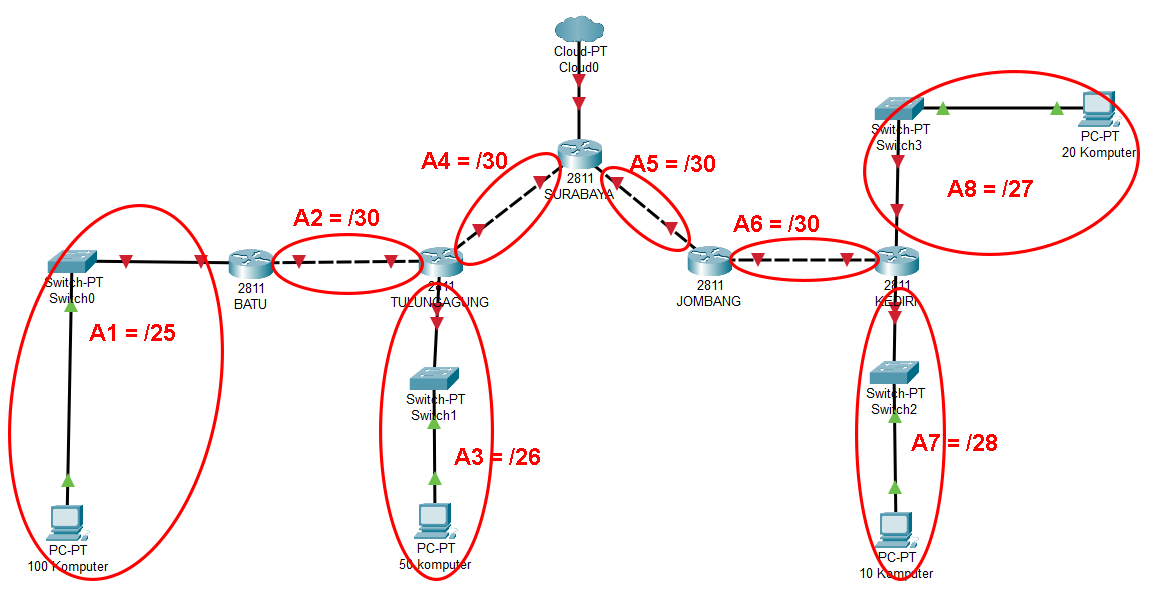 Cloud-PT
Cloud0
A4 = /30
2811
SURABAYA
A5 = /30
Switch-PT
Switch3
PC-PT
20 Komputer
A8 = /27
A2 = /30
A6 = /30
Switch-PT
Switch0
2811
BATU
2811
TULUNGAGUNG
2811
JOMBANG
2811
KEDIRI
A1 = /25
Switch-PT
Switch1
Switch-PT
Switch2
A3 = /26
A7 = /28
PC-PT
100 Komputer
PC-PT
50 komputer
PC-PT
10 Komputer